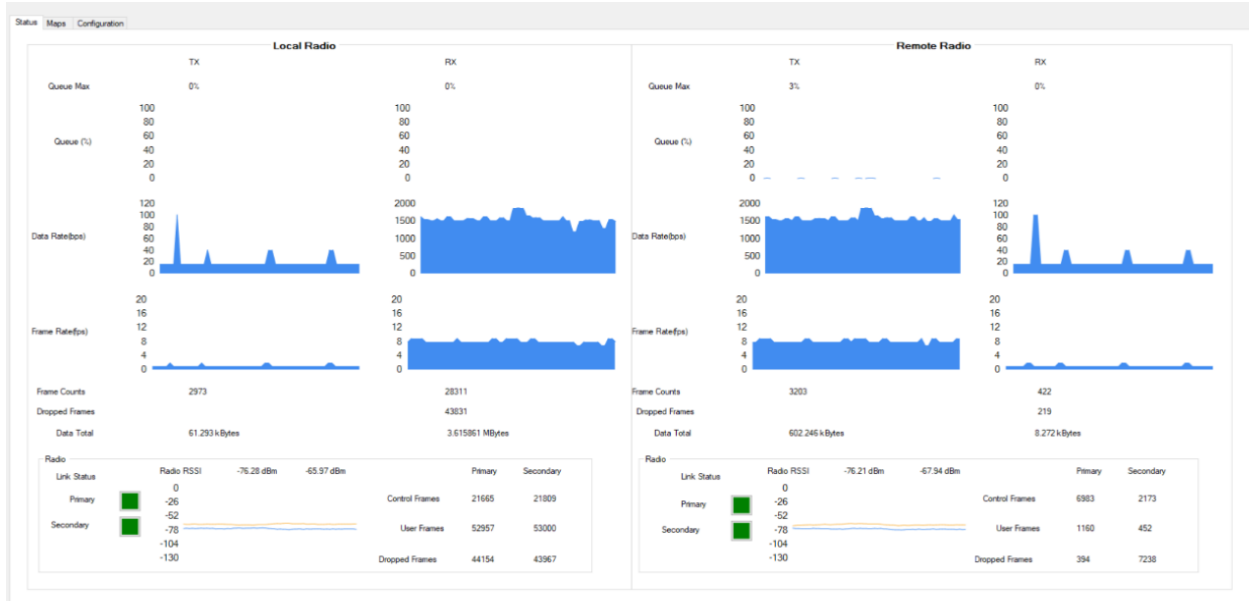 Status Maps Configuration
Local Radio
TX RX
Queue Max 0% 0%
Queue (%)
100 100
80 80
60 60
40 40
20 20
0 0
Data Rate(bps)
120 2000
100 1500
80 1000
60 500
40 0
20
0
Frame Rate(fps)
20 20
16 16
12 12
8 8
4 4
0 0
Frame Counts 2973 28311
Dropped Frames 43831
Data Total 61.293 kBytes 3.615861 MBytes
Radio
Link Status
Primary
Secondary
Radio RSSI -76.28 dBm -65.97 dBm
0
-26
-52
-78
-104
-130
Primary Secondary
Control Frames 21665 21809
User Frames 52957 53000
Dropped Frames 44154 43967
Remote Radio
TX RX
Queue Max 3% 0%
Queue (%)
100 100
80 80
60 60
40 40
20 20
0 0
Data Rate(bps)
2000 120
1500 100
1000 80
500 60
0 40
20
0
Frame Rate(fps)
20 20
16 16
12 12
8 8
4 4
0 0
Frame Counts 3203 422
Dropped Frames 219
Data Total 602.246 kBytes 8.272 kBytes
Radio
Link Status
Primary
Secondary
Radio RSSI -76.21 dBm -67.94 dBm
0
-26
-52
-78
-104
-130
Primary Secondary
Control Frames 6983 2173
User Frames 1160 452
Dropped Frames 394 7238